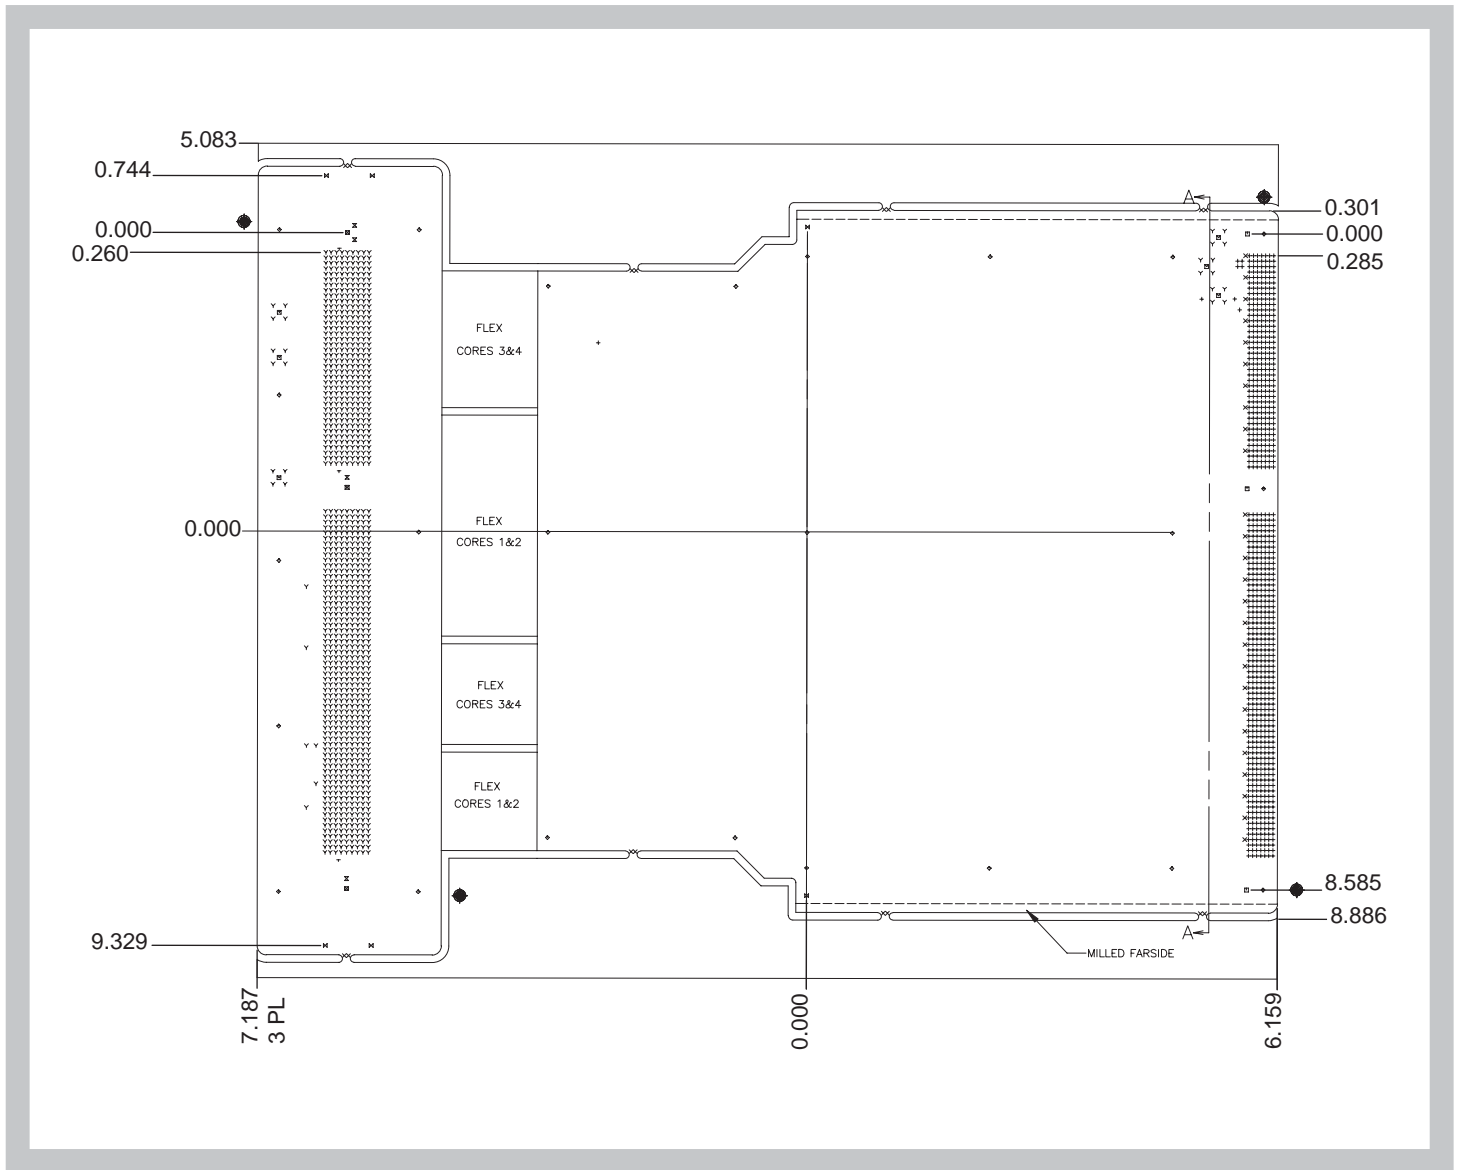 5.083
0.744
A
0.301
0.000
0.000
0.260
0.285
FLEX
CORES 3&4
0.000
FLEX
CORES 1&2
FLEX
CORES 3&4
FLEX
CORES 1&2
8.585
8.886
9.329
A
MILLED FARSIDE
7.187
3 PL
0.000
6.159